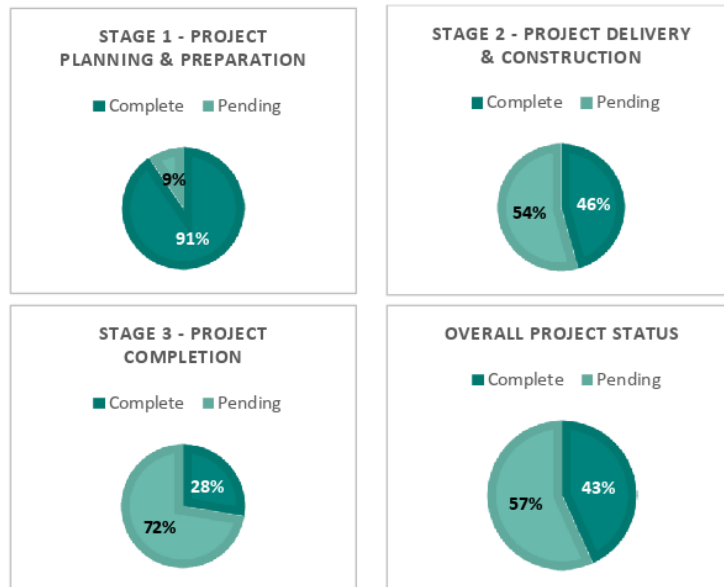 STAGE 1 - PROJECT
PLANNING & PREPARATION
Complete Pending
9%
91%
STAGE 2 - PROJECT DELIVERY
& CONSTRUCTION
Complete Pending
54% 46%
STAGE 3 - PROJECT
COMPLETION
Complete Pending
28%
72%
OVERALL PROJECT STATUS
Complete Pending
43%
57%